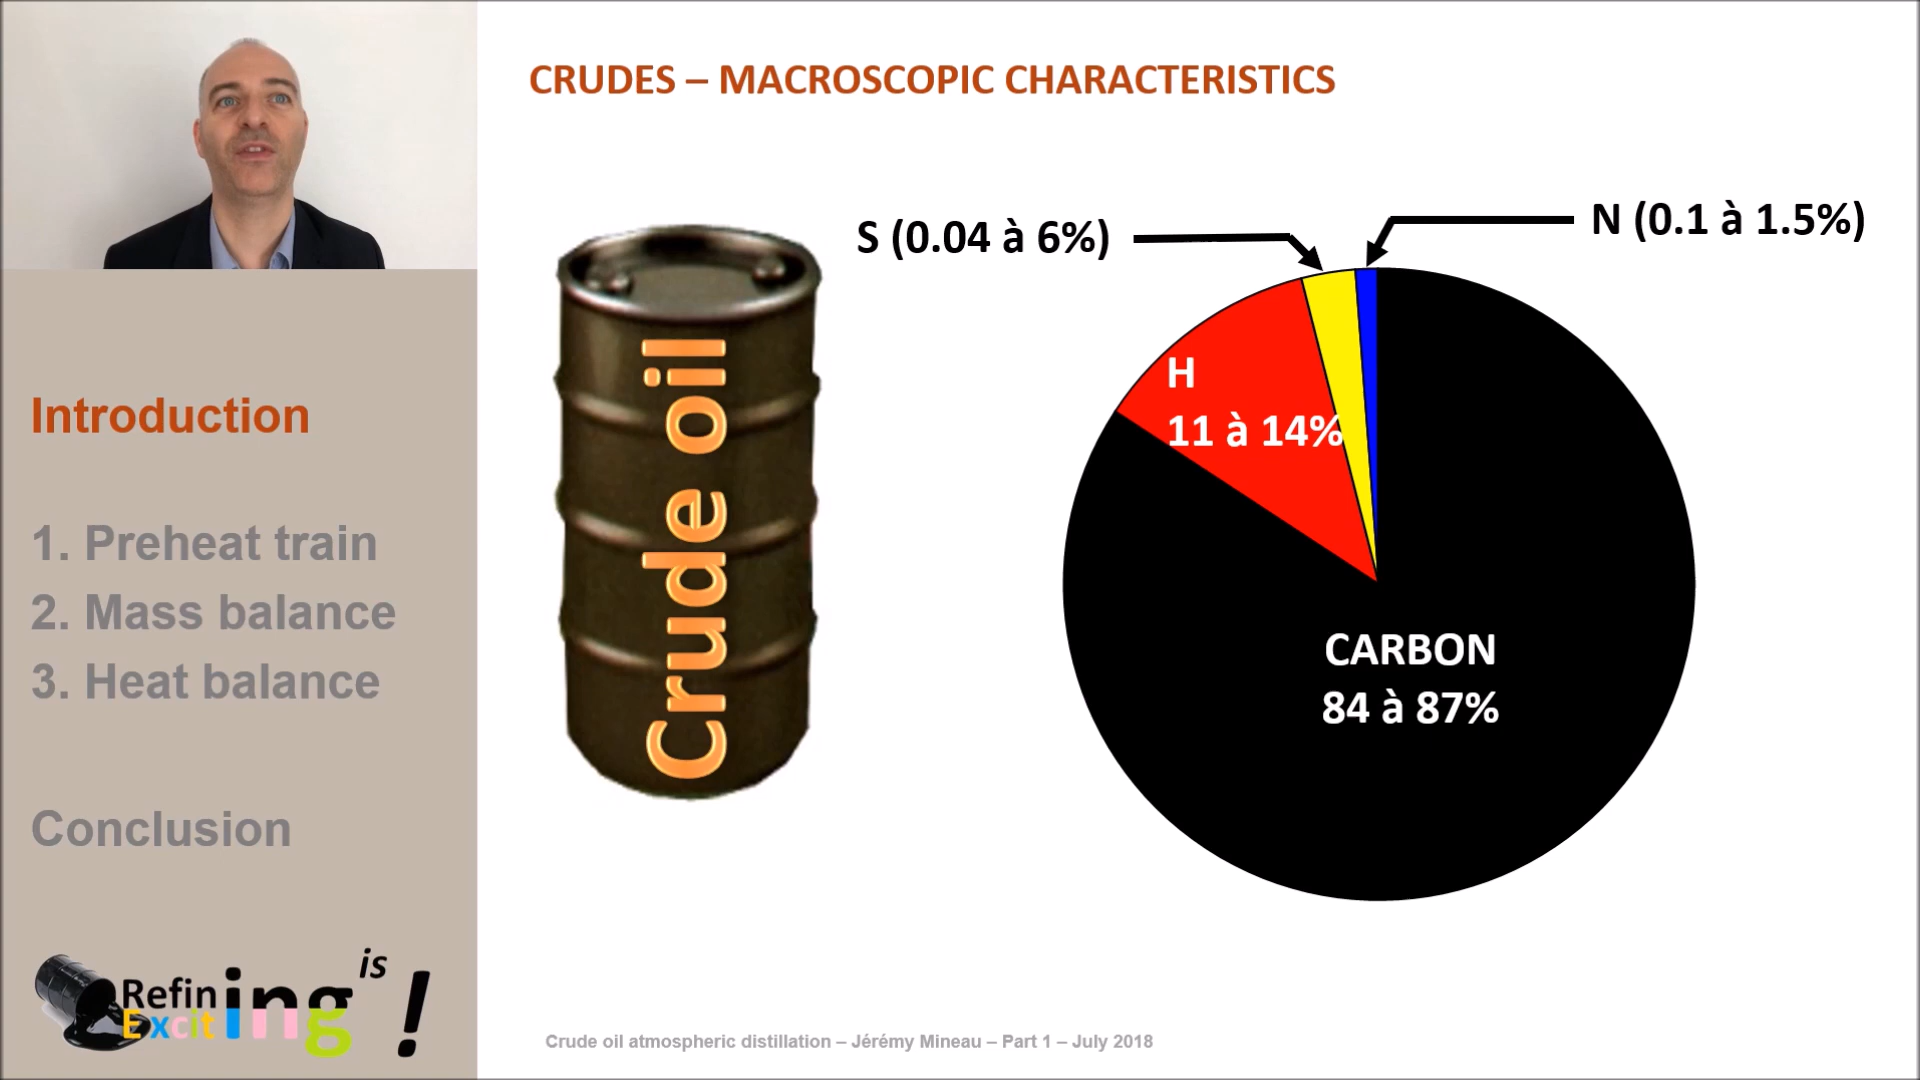 CRUDES – MACROSCOPIC CHARACTERISTICS
S (0.04 à 6%)
N (0.1 à 1.5%)
H
11 à 14%
CARBON
84 à 87%
Crude oil
Introduction
1. Preheat train
2. Mass balance
3. Heat balance
Conclusion
Refining is
Exciting !
Crude oil atmospheric distillation – Jérémy Mineau – Part 1 – July 2018